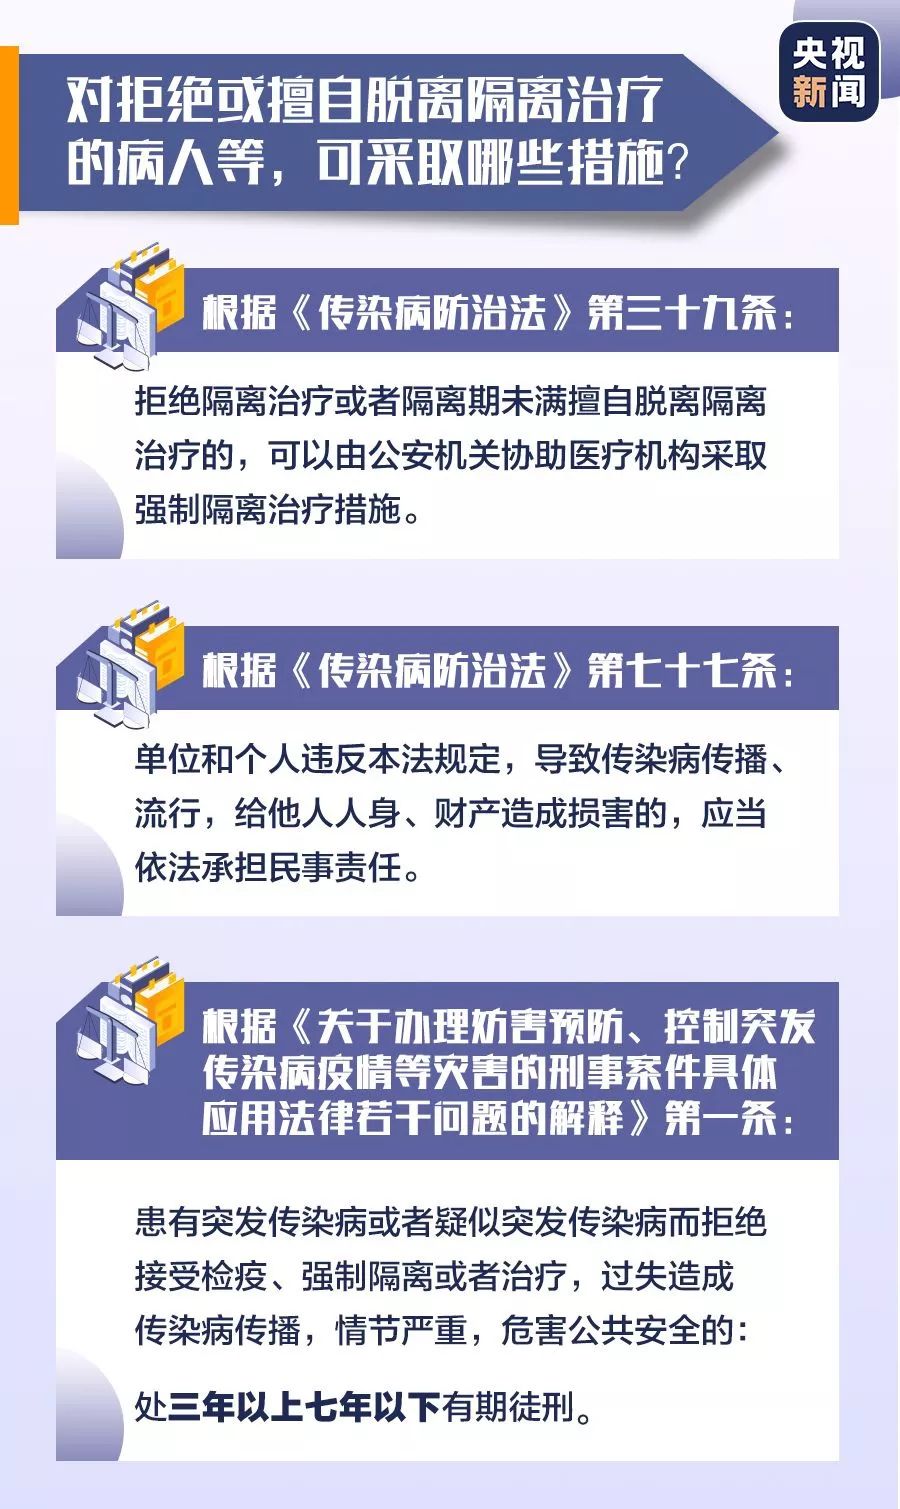 央视
新闻
对拒绝或擅自脱离隔离治疗
的病人等，可采取哪些措施？
根据《传染病防治法》第三十九条：
拒绝隔离治疗或者隔离期未满擅自脱离隔离
治疗的，可以由公安机关协助医疗机构采取
强制隔离治疗措施。
根据《传染病防治法》第七十七条：
单位和个人违反本法规定，导致传染病传播、
流行，给他人人身、财产造成损害的，应当
依法承担民事责任。
根据《关于办理妨害预防、控制突发
传染病疫情等灾害的刑事案件具体
应用法律若干问题的解释》第一条：
患有突发传染病或者疑似突发传染病而拒绝
接受检疫、强制隔离或者治疗，过失造成
传染病传播，情节严重，危害公共安全的：
处三年以上七年以下有期徒刑。